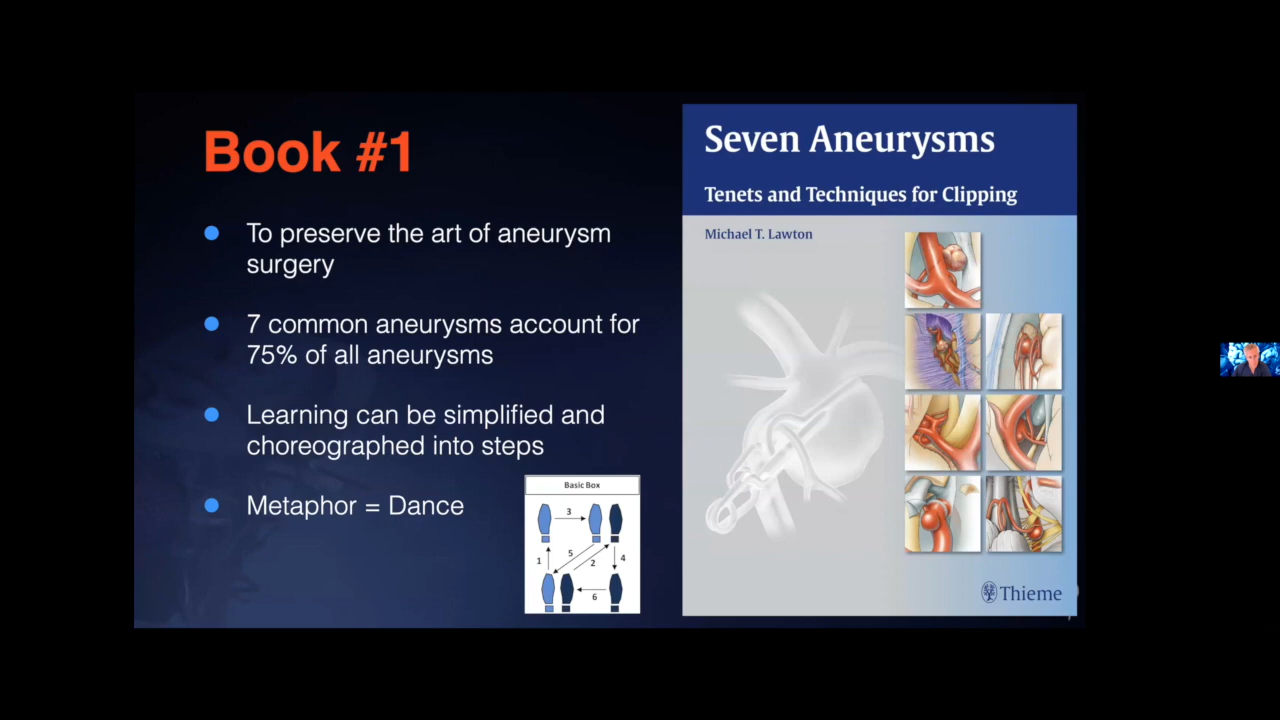 Book #1
To preserve the art of aneurysm
surgery
7 common aneurysms account for
75% of all aneurysms
Learning can be simplified and
choreographed into steps
Metaphor = Dance
Basic Box
3
1
5
2
4
6
Seven Aneurysms
Tenets and Techniques for Clipping
Michael T. Lawton
Thieme